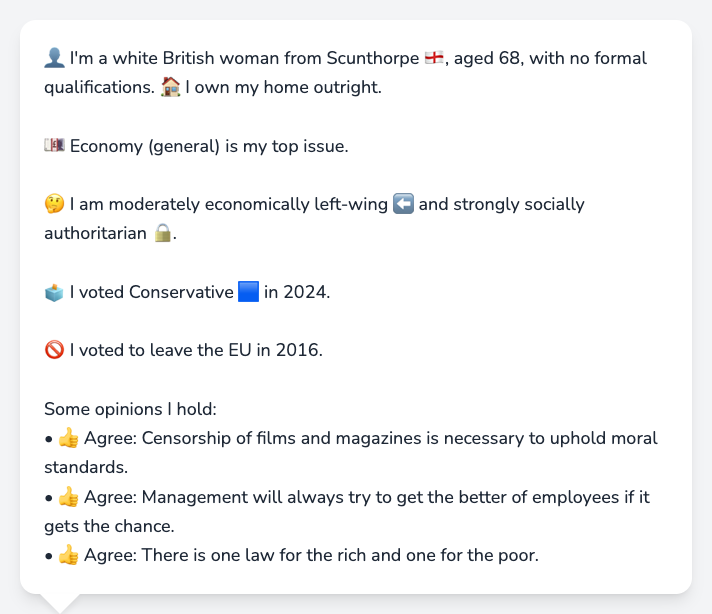 👤 I'm a white British woman from Scunthorpe 🏴󠁧󠁢󠁥󠁮󠁧󠁿, aged 68, with no formal
qualifications. 🏠 I own my home outright.
💷 Economy (general) is my top issue.
🤔 I am moderately economically left-wing ⬅️ and strongly socially
authoritarian 🔒.
🗳️ I voted Conservative 🟦 in 2024.
🚫 I voted to leave the EU in 2016.
Some opinions I hold:
• 👍 Agree: Censorship of films and magazines is necessary to uphold moral
standards.
• 👍 Agree: Management will always try to get the better of employees if it
gets the chance.
• 👍 Agree: There is one law for the rich and one for the poor.